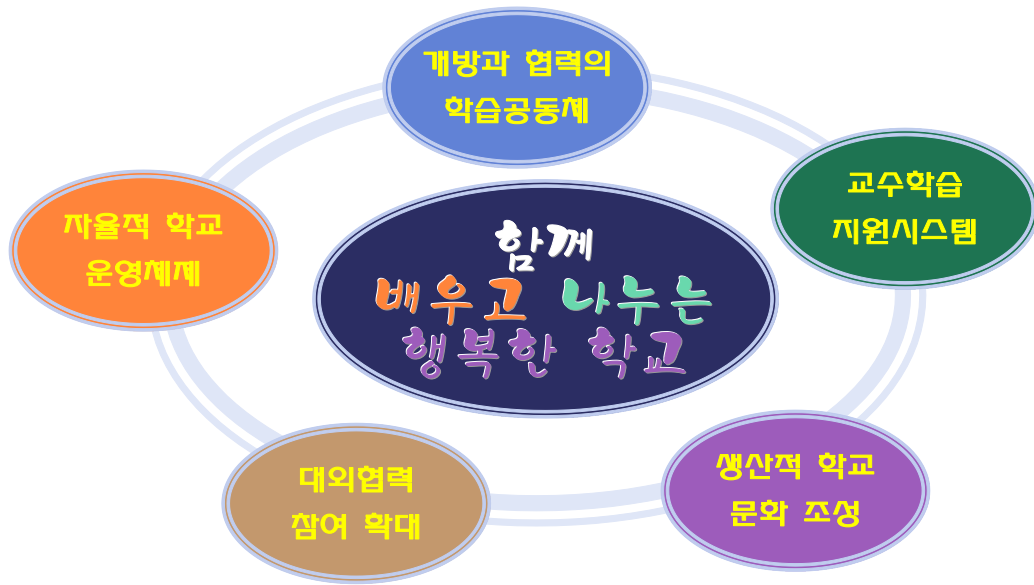 개방과 협력의
학습공동체
교수학습
지원시스템
자율적 학교
운영체제
함께
배우고 나누는
행복한 학교
대외협력
참여 확대
생산적 학교
문화 조성